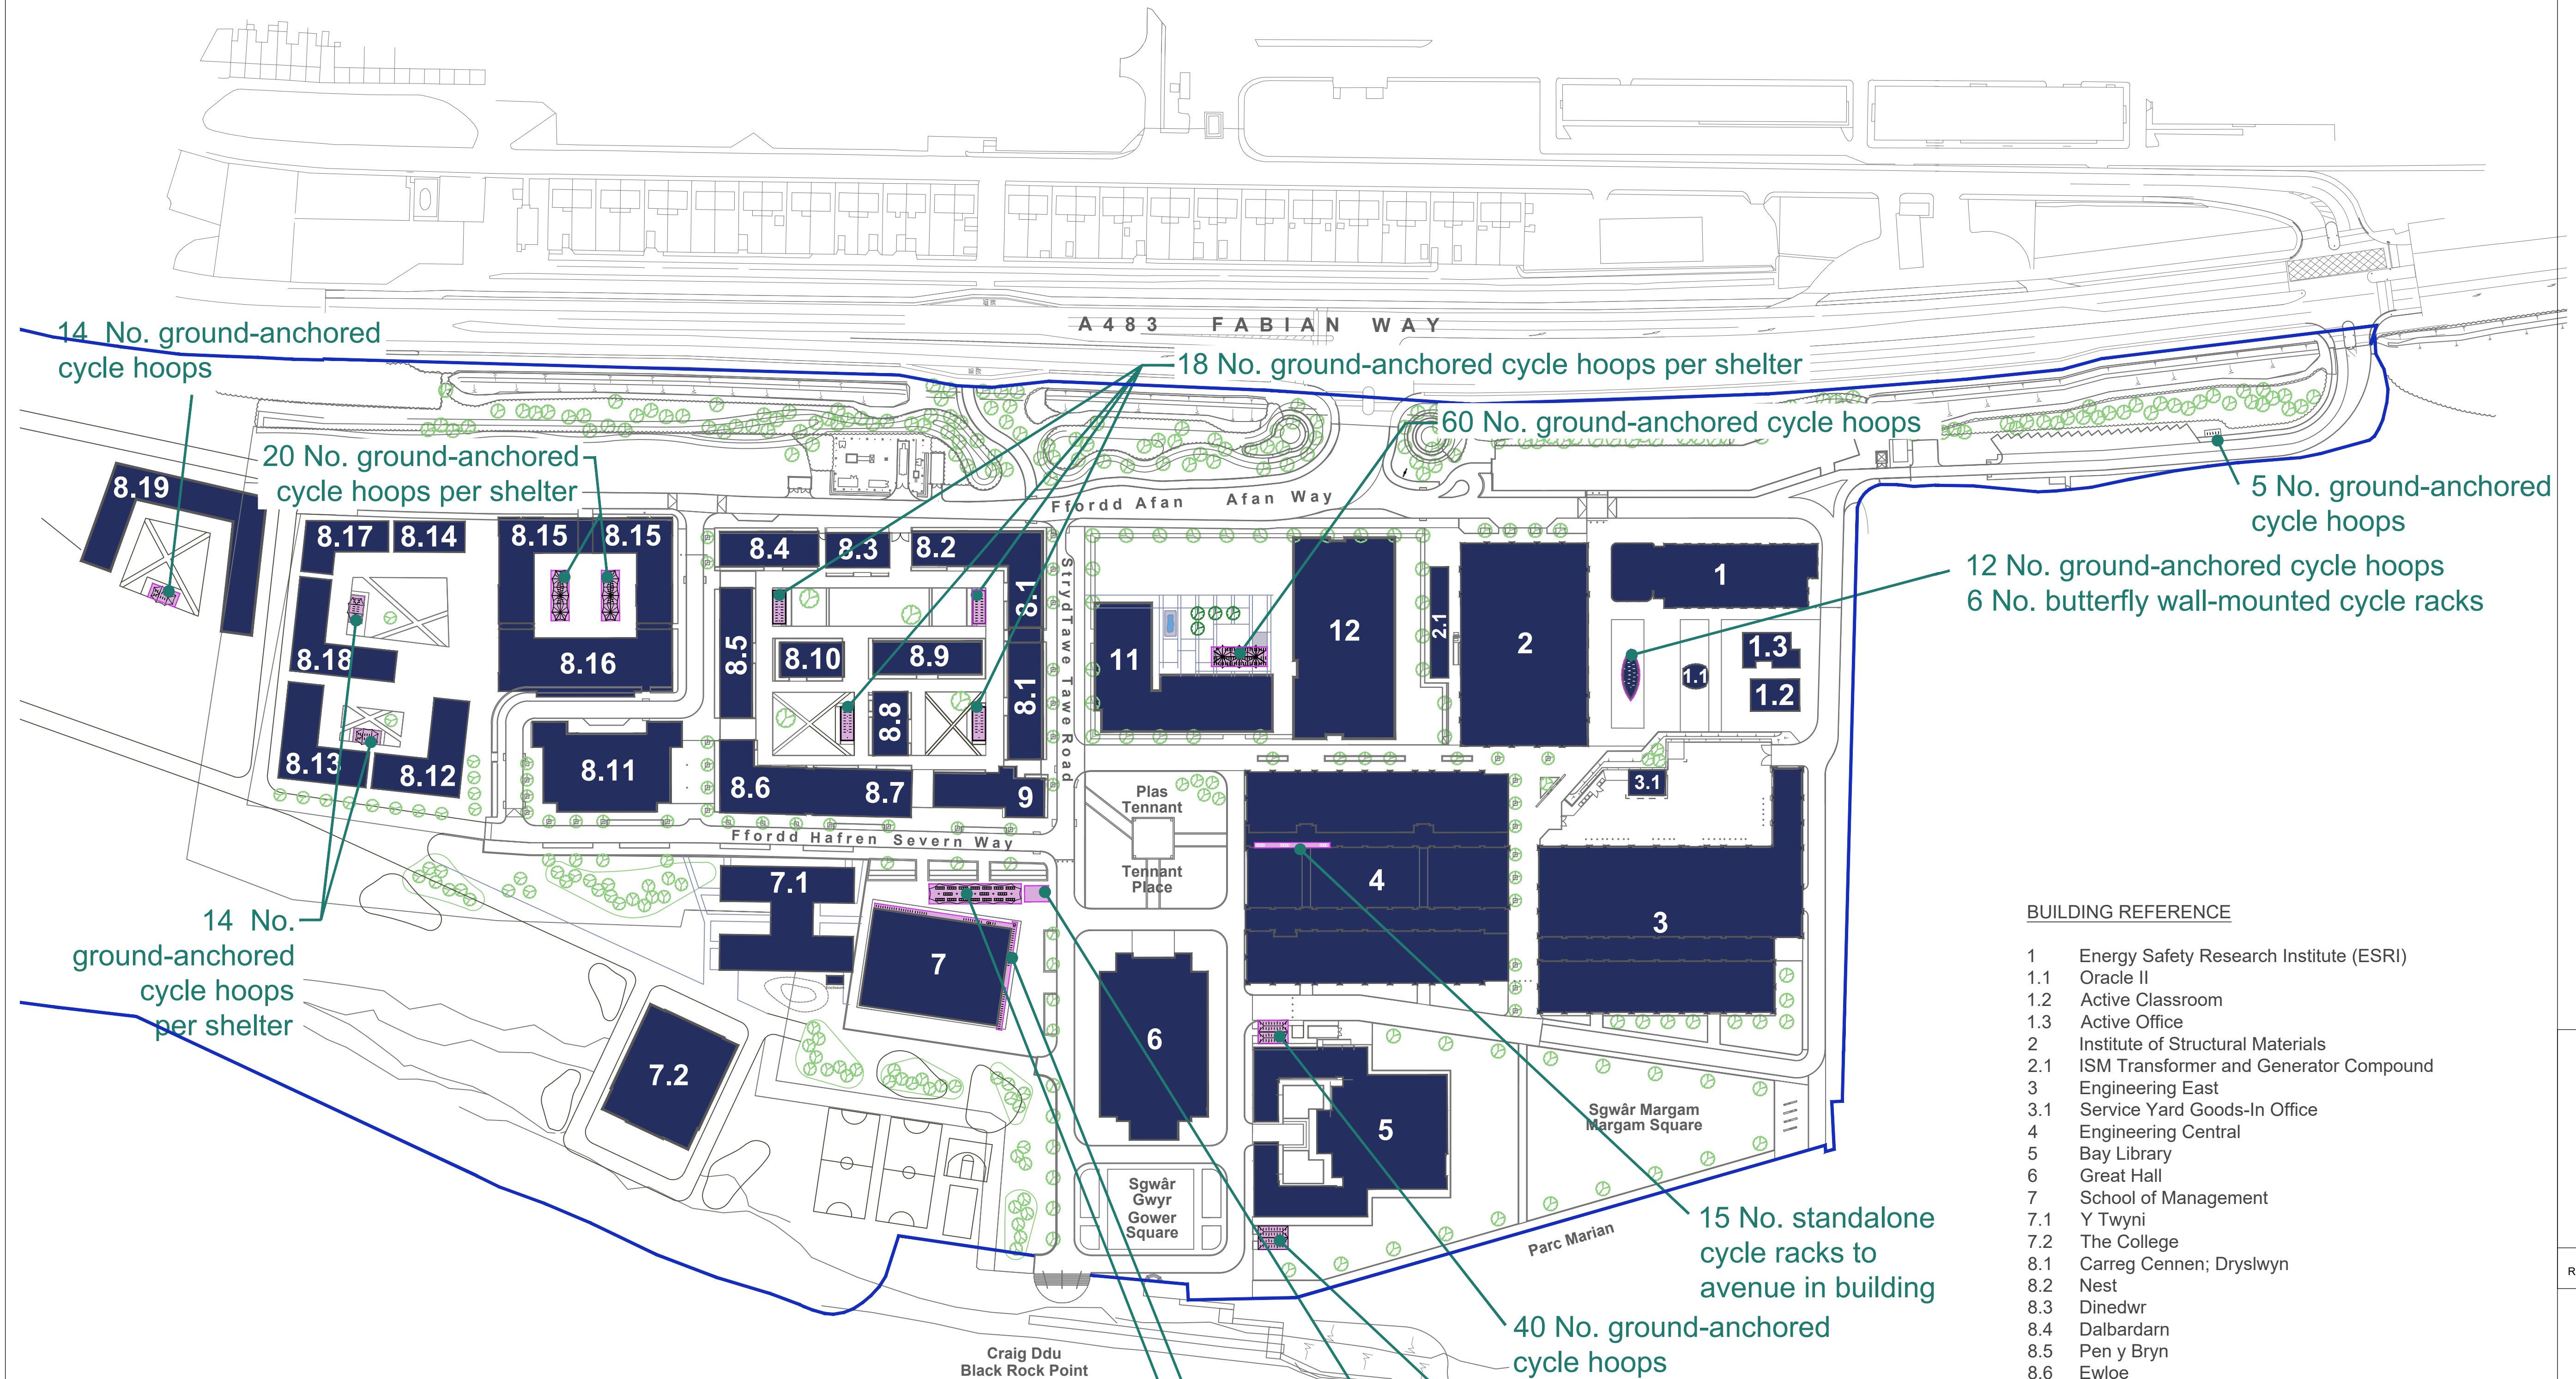 A483 FABIAN WAY
14 No. ground-anchored
cycle hoops
18 No. ground-anchored cycle hoops per shelter
60 No. ground-anchored cycle hoops
20 No. ground-anchored
cycle hoops per shelter
5 No. ground-anchored
cycle hoops
12 No. ground-anchored cycle hoops
6 No. butterfly wall-mounted cycle racks
Ffordd Afan Afan Way
8.19
8.17
8.14
8.15
8.15
8.4
8.3
8.2
8.1
8.18
8.16
8.5
8.10
8.9
8.8
8.1
8.13
8.12
8.11
8.6
8.7
9
Stryd Tawe Tawe Road
11
12
2.1
2
1
1.1
1.3
1.2
3.1
Ffordd Hafren Severn Way
Plas
Tennant
Tennant
Place
4
3
7.1
7
7.2
6
5
14 No.
ground-anchored
cycle hoops
per shelter
Sgwâr Margam
Margam Square
Sgwâr
Gwyr
Gower
Square
Parc Marian
15 No. standalone
cycle racks to
avenue in building
40 No. ground-anchored
cycle hoops
Craig Ddu
Black Rock Point
BUILDING REFERENCE
1 Energy Safety Research Institute (ESRI)
1.1 Oracle II
1.2 Active Classroom
1.3 Active Office
2 Institute of Structural Materials
2.1 ISM Transformer and Generator Compound
3 Engineering East
3.1 Service Yard Goods-In Office
4 Engineering Central
5 Bay Library
6 Great Hall
7 School of Management
7.1 Y Twyni
7.2 The College
8.1 Carreg Cennen; Dryslwyn
8.2 Nest
8.3 Dinedwr
8.4 Dalbardarn
8.5 Pen y Bryn
8.6 Ewloe
R